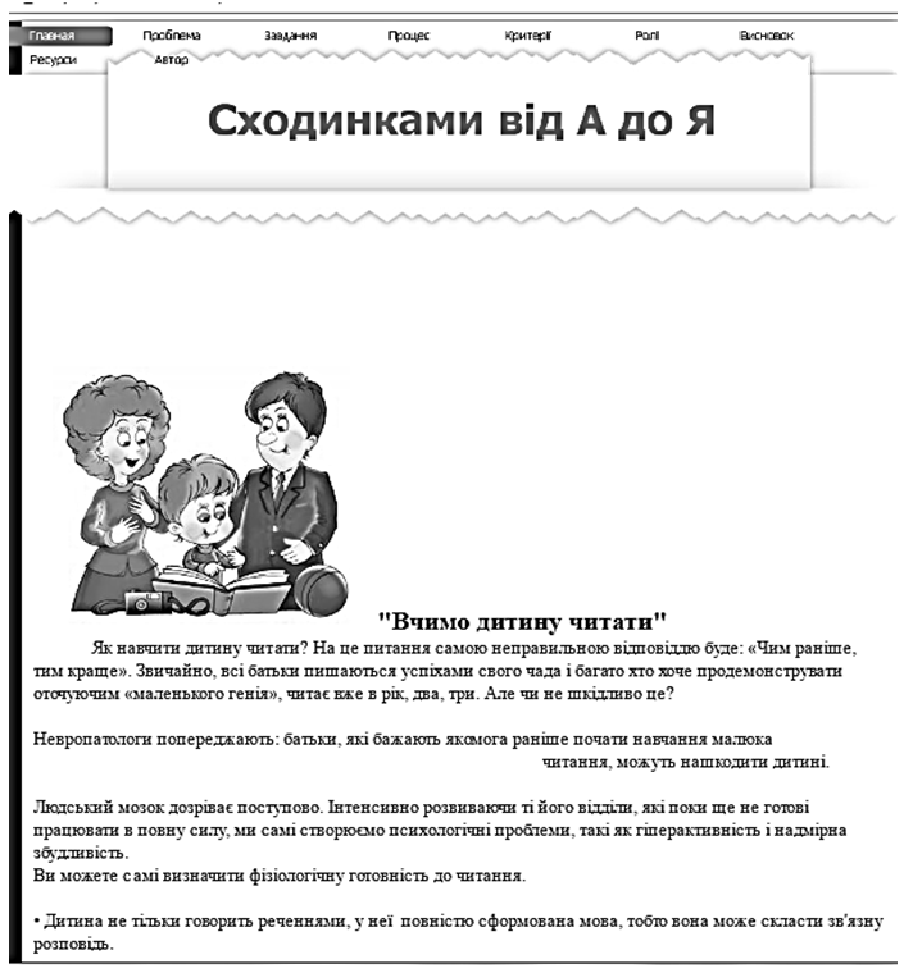 Главная Проблема Завдання Процес Критерії Ролі Висновок
Ресурси Автор
Сходинками від А до Я
"Вчимо дитину читати"
Як навчити дитину читати? На це питання самою неправильною відповіддю буде: «Чим раніше,
тим краще». Звичайно, всі батьки пишаються успіхами свого чада і багато хто хоче продемонструвати
оточуючим «маленького генія», читає вже в рік, два, три. Але чи не шкідливо це?
Невропатологи попереджають: батьки, які бажають якомога раніше почати навчання малюка
читання, можуть нашкодити дитині.
Людський мозок дозріває поступово. Інтенсивно розвиваючи ті його відділи, які поки ще не готові
працювати в повну силу, ми самі створюємо психологічні проблеми, такі як гіперактивність і надмірна
збудливість.
Ви можете самі визначити фізіологічну готовність до читання.
• Дитина не тільки говорить реченнями, у неї повністю сформована мова, тобто вона може скласти зв'язну
розповідь.